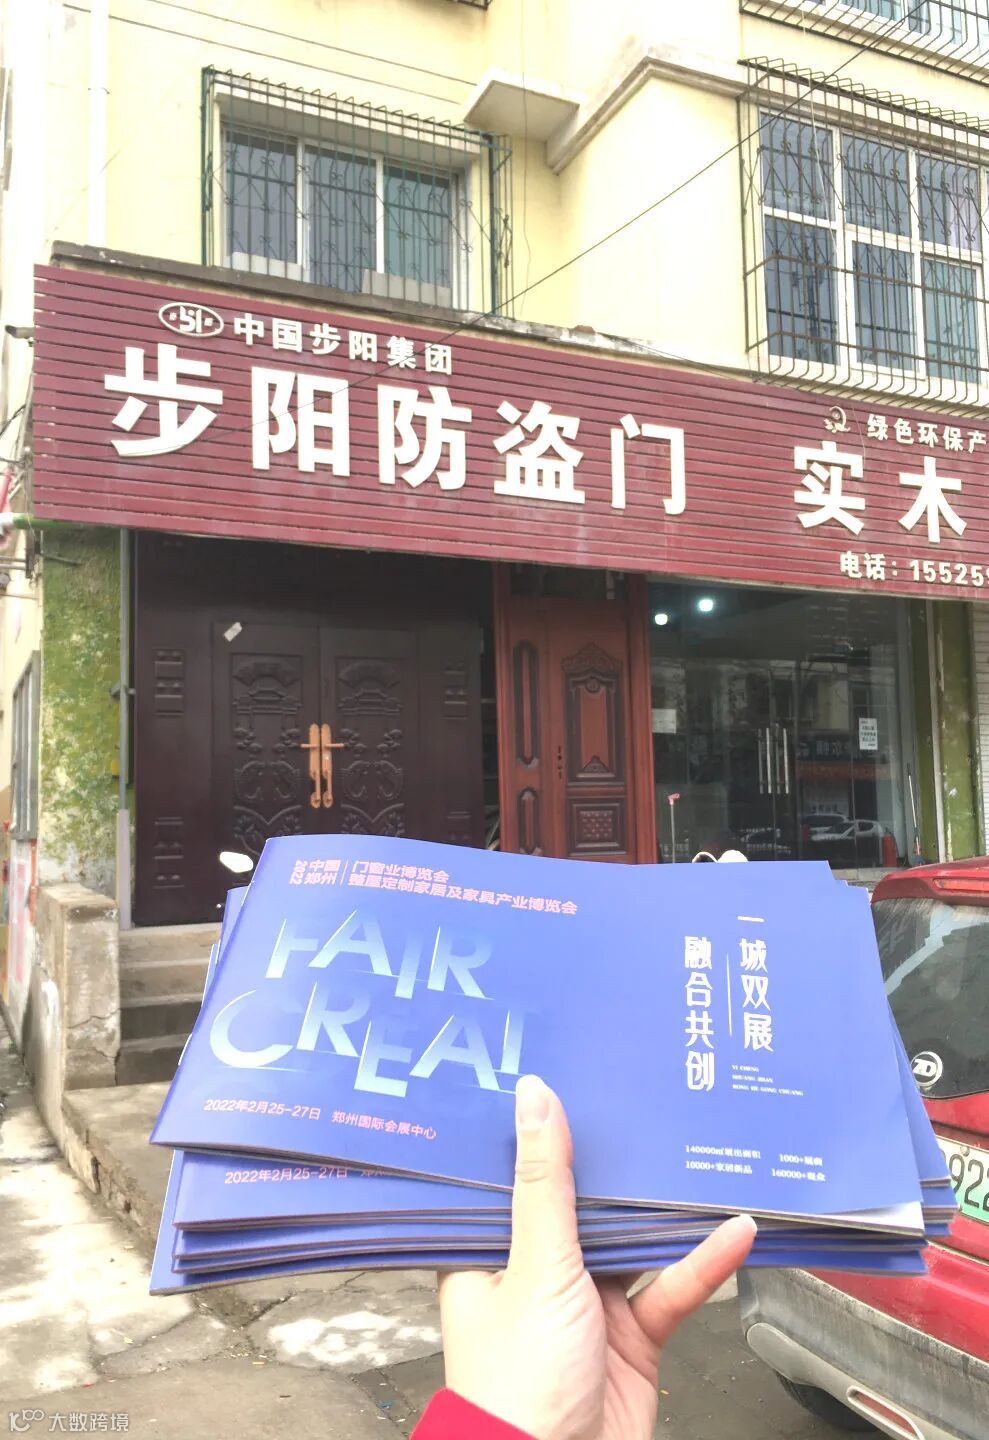 中国步阳集团
步阳防盗门
绿色环保产
实木
电话：155259
2022 中国 郑州
门窗业博览会
整屋定制家居及家具产业博览会
FAIR
CREAT
一城双展
融合共创
YI CHENG
SHUANG ZHAN
RONG HE GONG CHUANG
2022年2月25-27日 郑州国际会展中心
140000㎡展出面积 1000+展商
10000+家居新品 160000+观众
2022年2月25-27日 郑
922
大数跨境